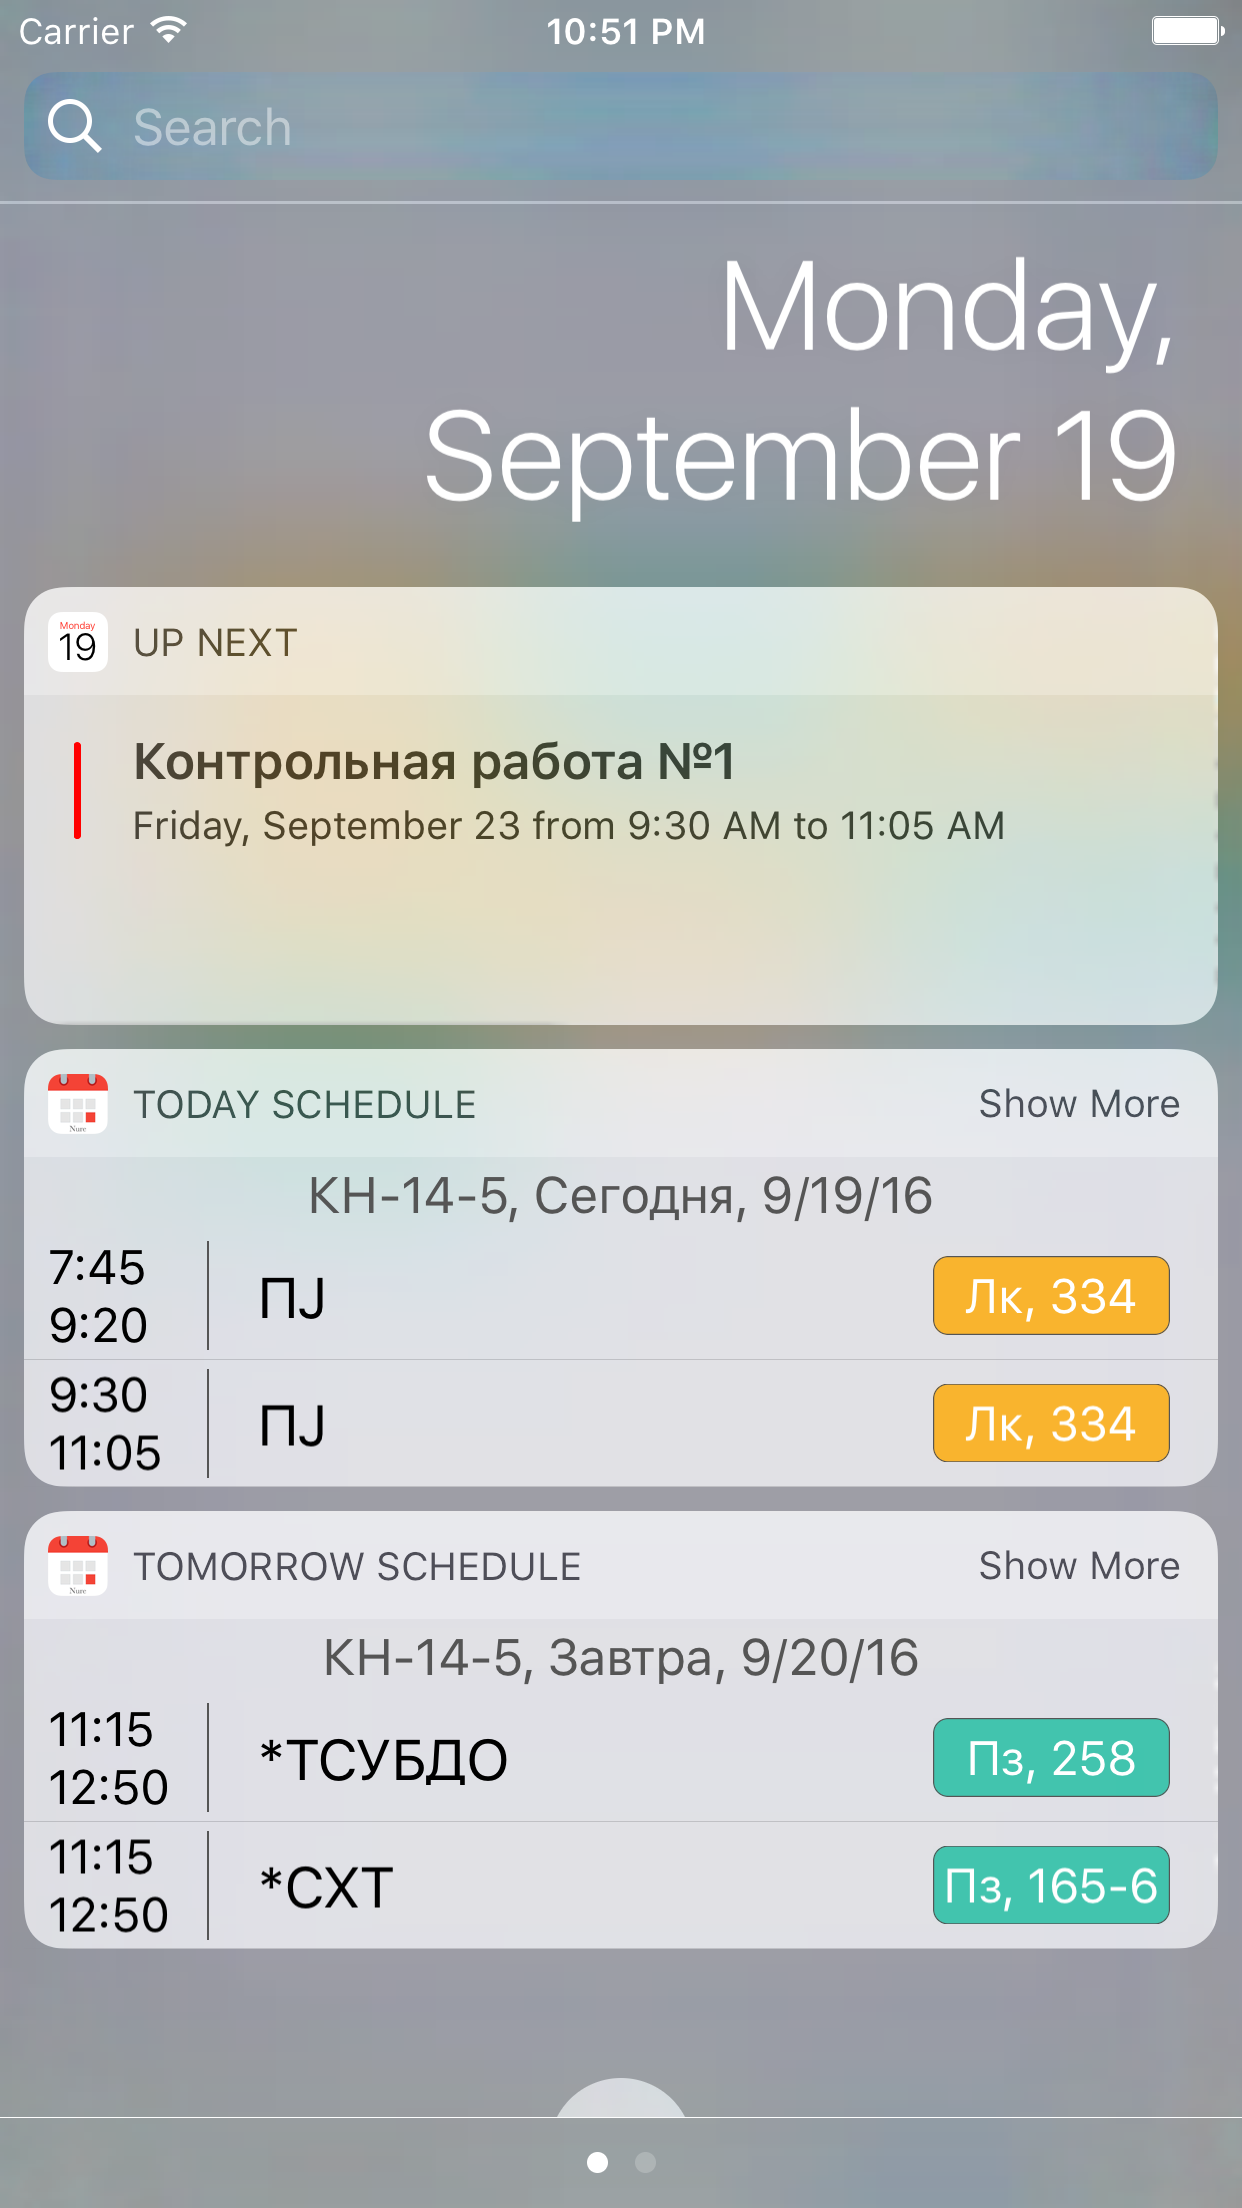 Carrier 10:51 PM
Search
Monday,
September 19
Monday
19
UP NEXT
Контрольная работа №1
Friday, September 23 from 9:30 AM to 11:05 AM
TODAY SCHEDULE Show More
Nure
КН-14-5, Сегодня, 9/19/16
7:45
9:20
ПJ
Лк, 334
9:30
11:05
ПJ
Лк, 334
TOMORROW SCHEDULE Show More
Nure
КН-14-5, Завтра, 9/20/16
11:15
12:50
*ТСУБДО
Пз, 258
11:15
12:50
*СХТ
Пз, 165-6